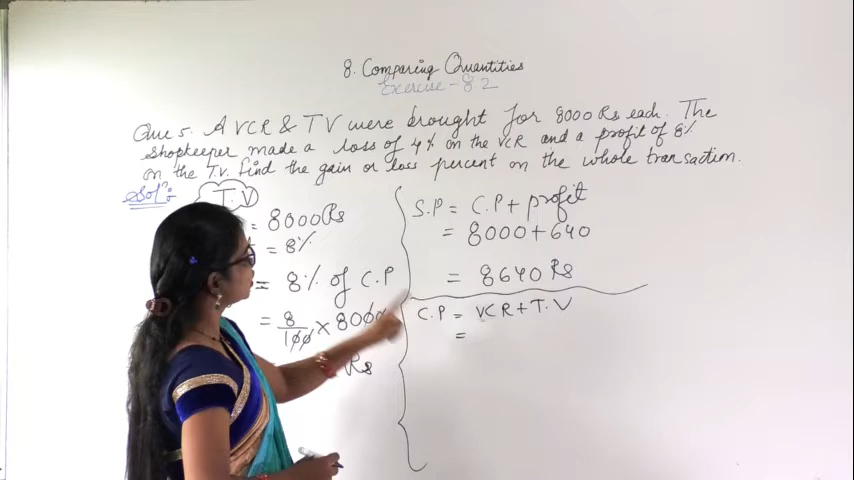 8. Comparing Quantities
Exercise - 8.2
Que 5. A VCR & TV were brought for 8000 Rs each. The
shopkeeper made a loss of 4% on the VCR and a profit of 8%
on the T.V. Find the gain or loss percent on the whole transaction.
Solⁿ:
T.V
= 8000 Rs
= 8%
= 8% of C.P
= 8/100 × 8000
Rs
S.P = C.P + profit
= 8000 + 640
= 8640 Rs
C.P = VCR + T.V
=